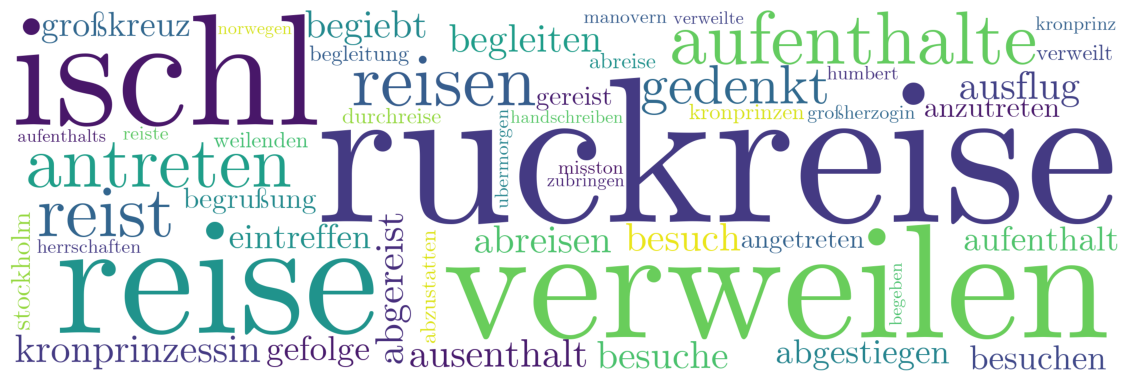 großkreuz
norwegen
begiebt
begleiten
manovern
verweilte
kronprinz
ischl
begleitung
abreise
aufenthalte
verweilt
reisen
gereist
gedenkt
humbert
ausflug
aufenthalts
reiste
weilenden
durchreise
handschreiben
kronprinzen
großherzogin
anzutreten
antreten
ubermorgen
misston
zubringen
ruckreise
reist
begrußung
stockholm
herrschaften
eintreffen
abgereist
abzustatten
abreisen
besuch
angetreten
aufenthalt
reise
verweilen
begeben
kronprinzessin
gefolge
ausenthalt
besuche
abgestiegen
besuchen